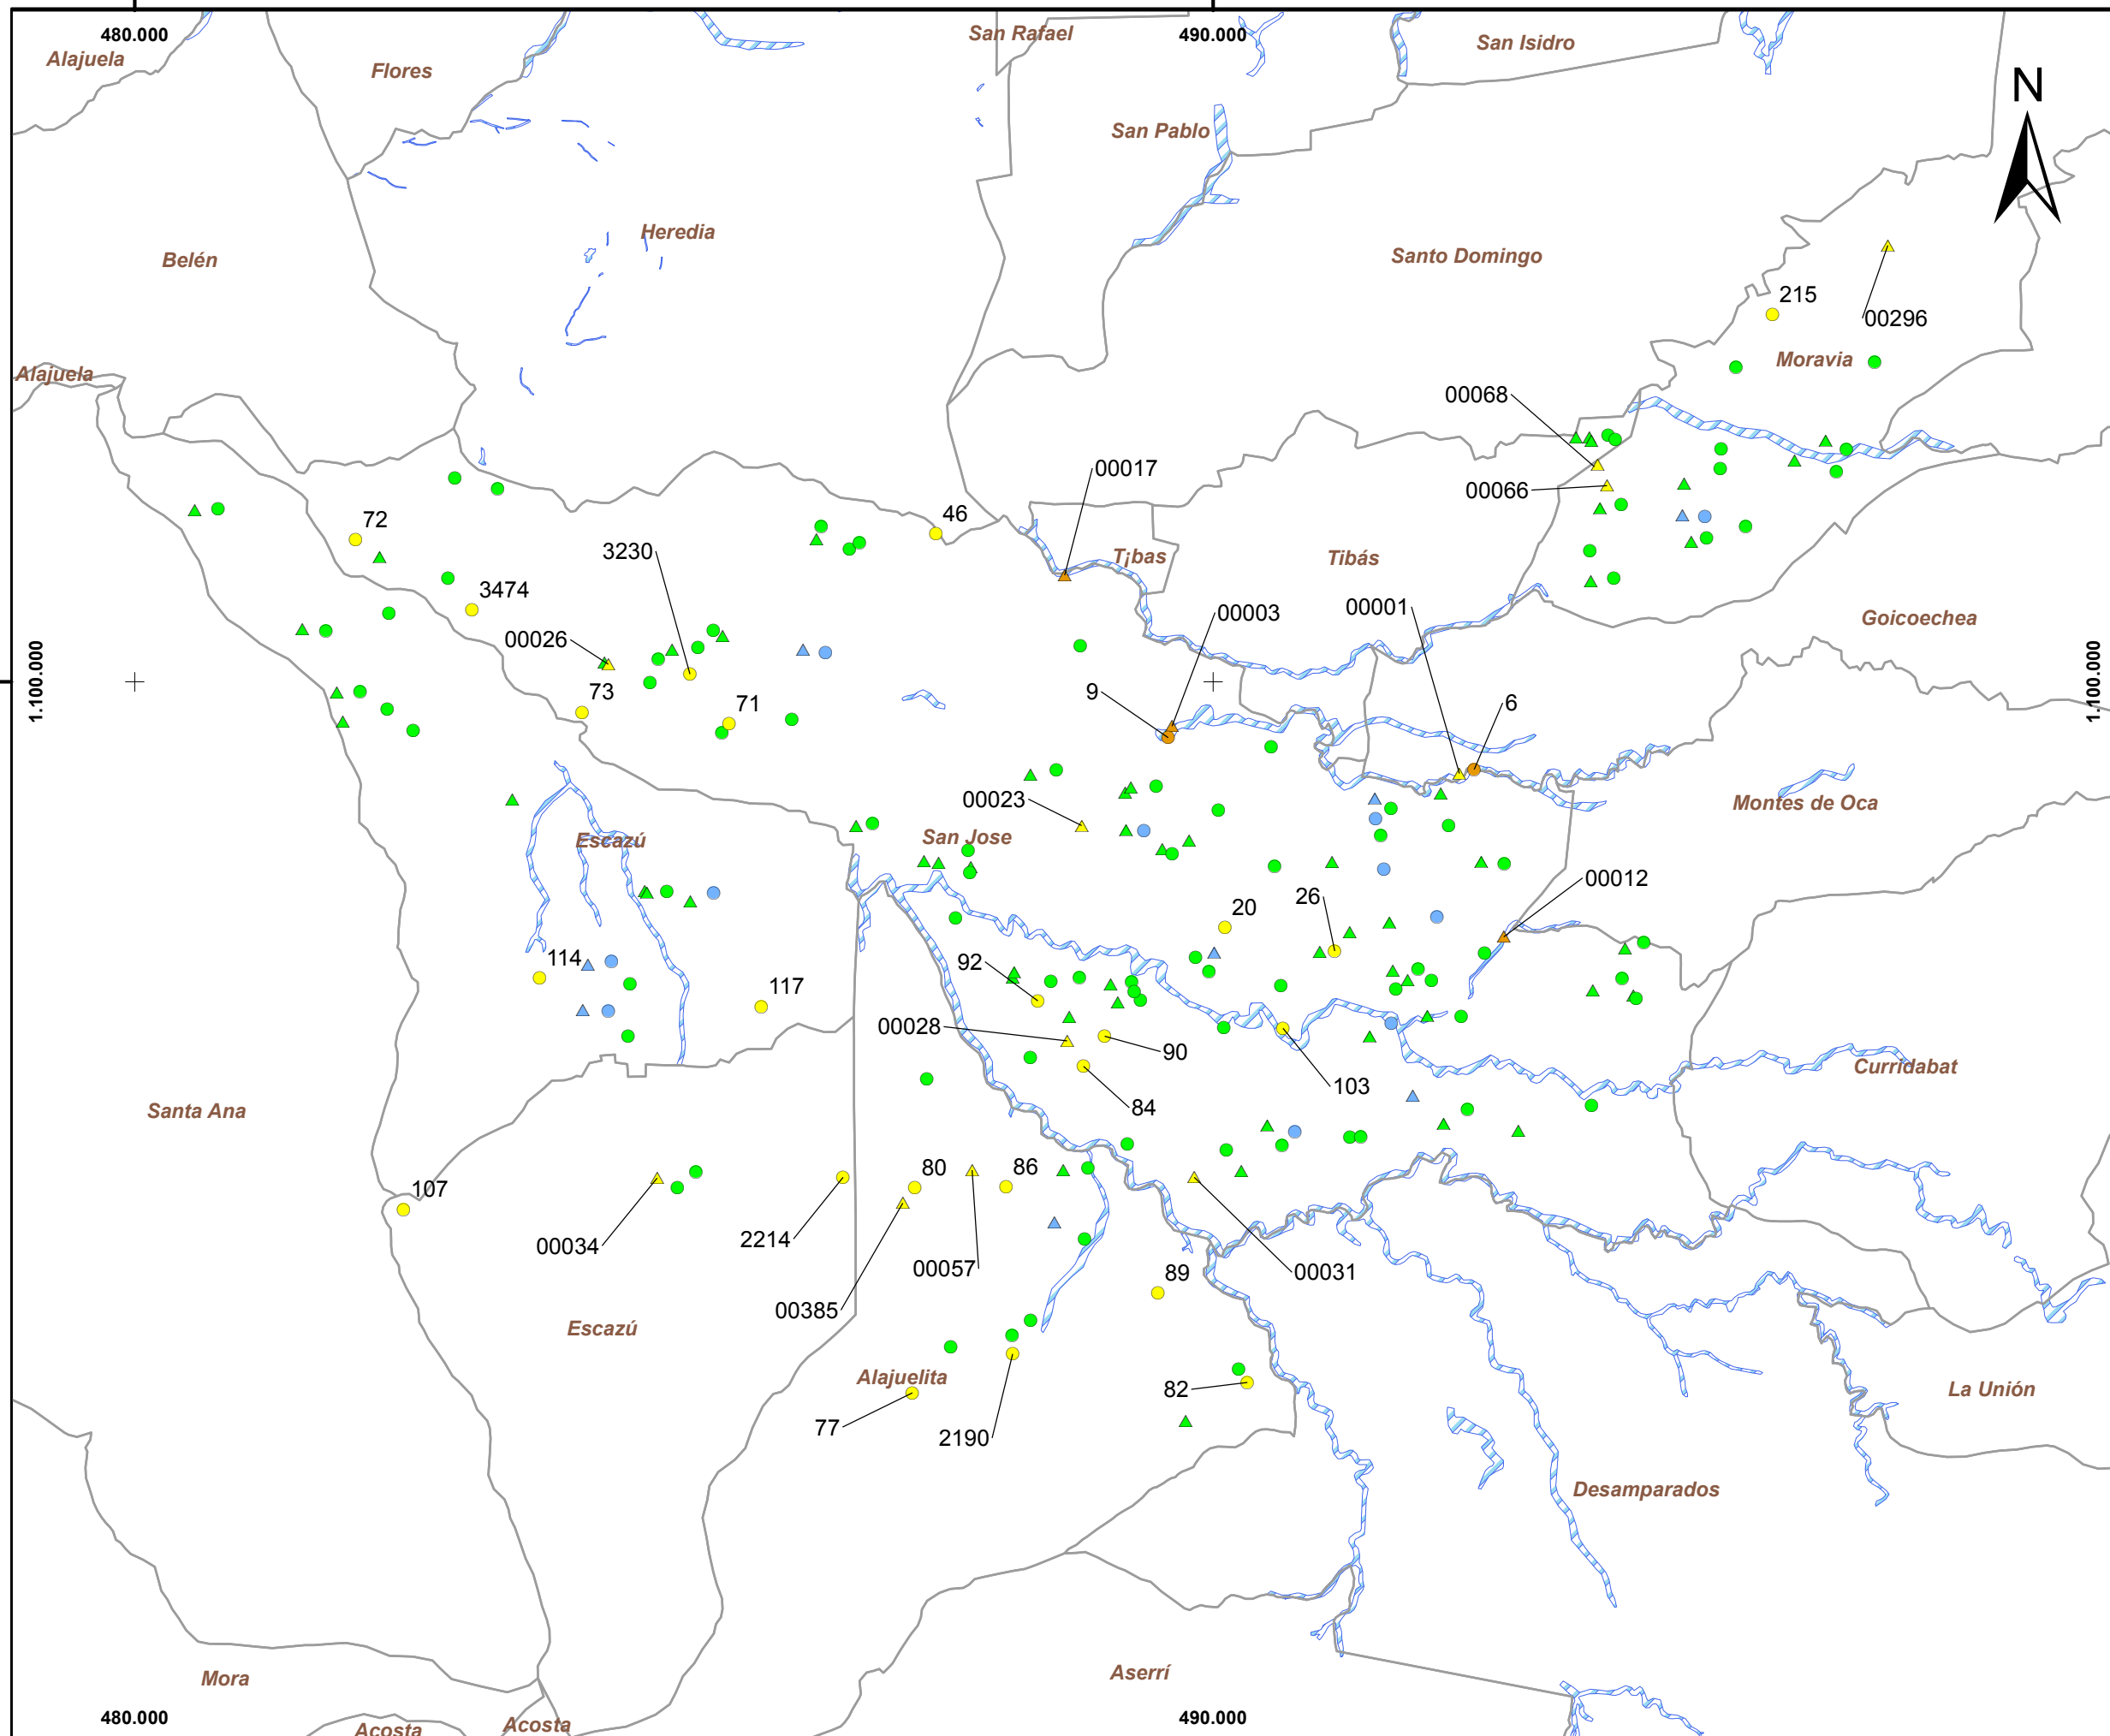 480.000
490.000
San Rafael
San Isidro
Alajuela
Flores
N
San Pablo
Heredia
Belén
Santo Domingo
215
00296
Moravia
Alajuela
00068
00017
00066
72
46
3230
T¡bas
Tibás
3474
00003
00001
Goicoechea
00026
1.100.000
1.100.000
9
6
73
71
00023
Montes de Oca
San Jose
Escazú
00012
26
20
114
92
117
00028
90
Curridabat
103
84
Santa Ana
80
86
107
2214
00034
00057
00031
89
00385
Escazú
Alajuelita
82
La Unión
77
2190
Desamparados
Aserrí
Mora
480.000
490.000
Acosta
Acosta